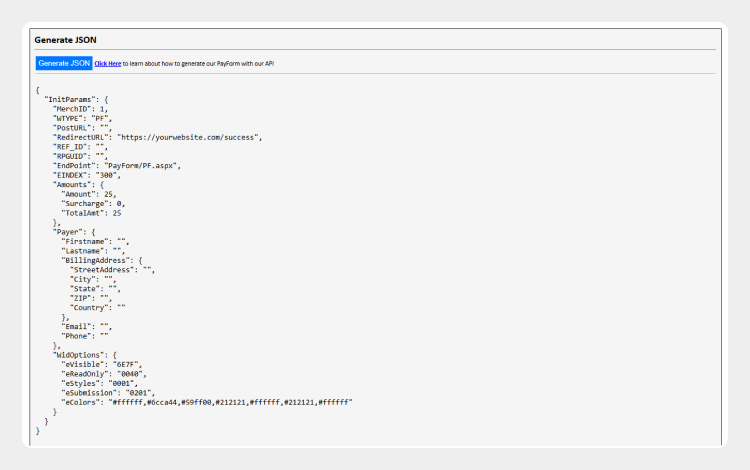 Generate JSON
Generate JSON Click Here to learn about how to generate our PayForm with our API
{
"InitParams": {
"MerchID": 1,
"WTYPE": "PF",
"PostURL": "",
"RedirectURL": "https://yourwebsite.com/success",
"REF_ID": "",
"RPGUID": "",
"EndPoint": "PayForm/PF.aspx",
"EINDEX": "300",
"Amounts": {
"Amount": 25,
"Surcharge": 0,
"TotalAmt": 25
},
"Payer": {
"Firstname": "",
"Lastname": "",
"BillingAddress": {
"StreetAddress": "",
"City": "",
"State": "",
"ZIP": "",
"Country": ""
},
"Email": "",
"Phone": ""
},
"WidOptions": {
"eVisible": "6E7F",
"eReadOnly": "0040",
"eStyles": "0001",
"eSubmission": "0201",
"eColors": "#ffffff,#6cca44,#59ff00,#212121,#ffffff,#212121,#ffffff"
}
}
}